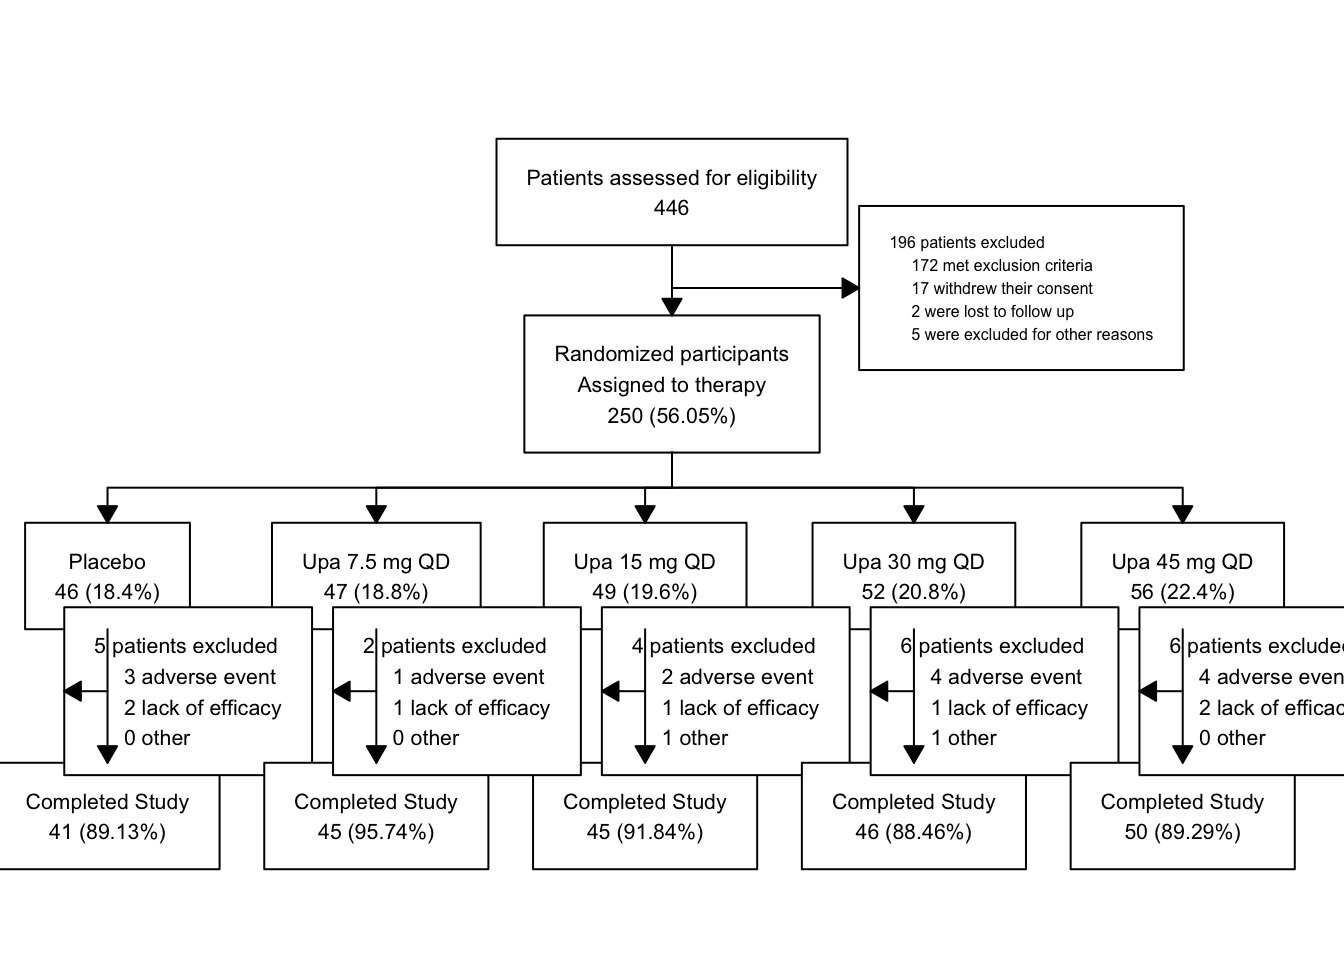 Patients assessed for eligibility
446
196 patients excluded
172 met exclusion criteria
17 withdrew their consent
2 were lost to follow up
5 were excluded for other reasons
Randomized participants
Assigned to therapy
250 (56.05%)
Placebo
46 (18.4%)
Upa 7.5 mg QD
47 (18.8%)
Upa 15 mg QD
49 (19.6%)
Upa 30 mg QD
52 (20.8%)
Upa 45 mg QD
56 (22.4%)
5 patients excluded
3 adverse event
2 lack of efficacy
0 other
2 patients excluded
1 adverse event
1 lack of efficacy
0 other
4 patients excluded
2 adverse event
1 lack of efficacy
1 other
6 patients excluded
4 adverse event
1 lack of efficacy
1 other
6 patients exclude
4 adverse even
2 lack of efficac
0 other
Completed Study
41 (89.13%)
Completed Study
45 (95.74%)
Completed Study
45 (91.84%)
Completed Study
46 (88.46%)
Completed Study
50 (89.29%)